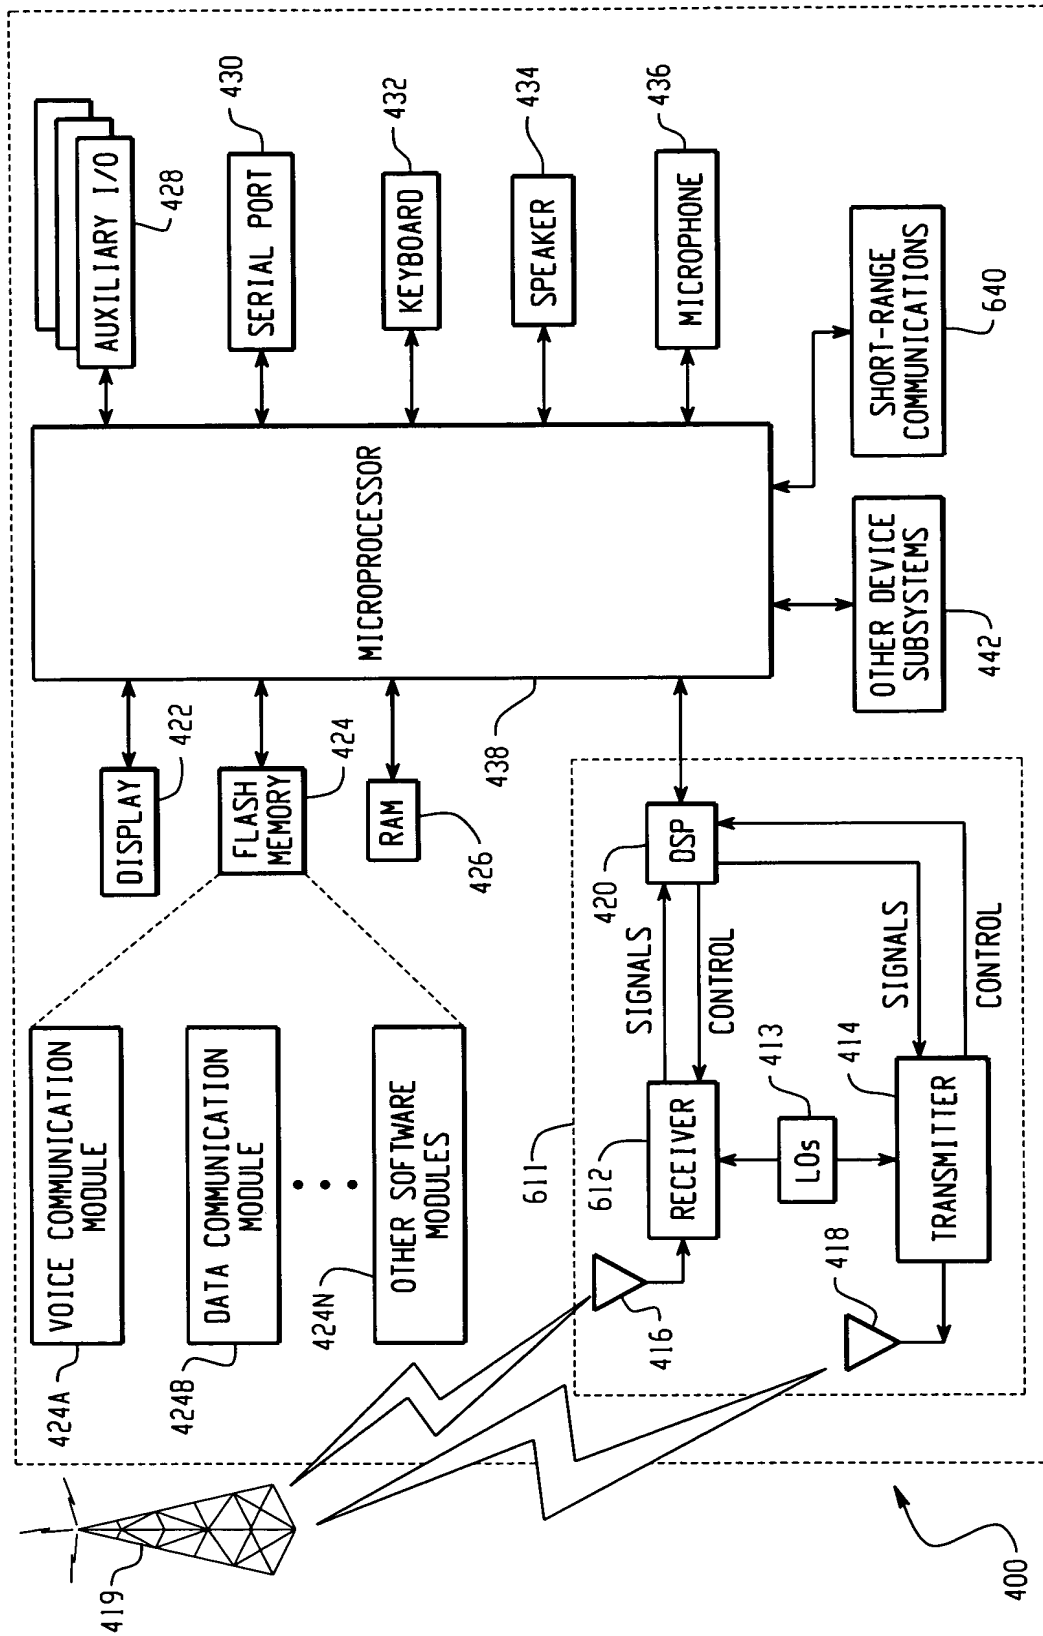 419
424A
VOICE COMMUNICATION
MODULE
424B
DATA COMMUNICATION
MODULE
424N
OTHER SOFTWARE
MODULES
DISPLAY
422
FLASH
MEMORY
424
RAM
426
438
MICROPROCESSOR
AUXILIARY I/O
428
SERIAL PORT
430
KEYBOARD
432
SPEAKER
434
MICROPHONE
436
SHORT-RANGE
COMMUNICATIONS
640
OTHER DEVICE
SUBSYSTEMS
442
611
416
612
RECEIVER
SIGNALS
CONTROL
420
DSP
LOs
413
418
TRANSMITTER
414
SIGNALS
CONTROL
400